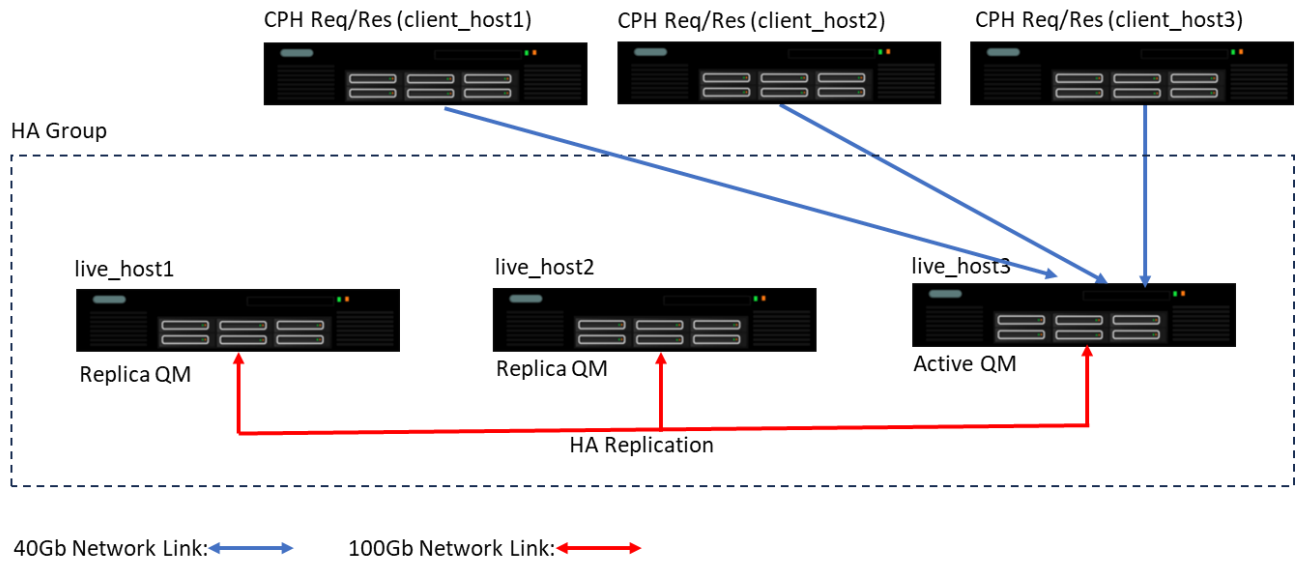 CPH Req/Res (client_host1)
CPH Req/Res (client_host2)
CPH Req/Res (client_host3)
HA Group
live_host1
live_host2
live_host3
Replica QM
Replica QM
Active QM
HA Replication
40Gb Network Link:
100Gb Network Link: